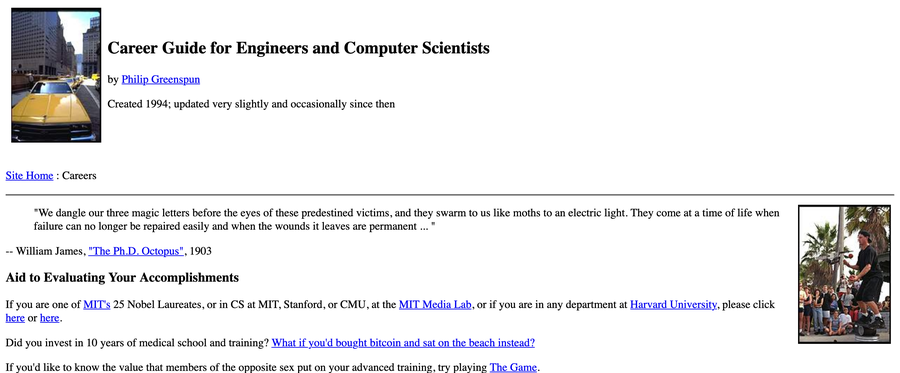 Career Guide for Engineers and Computer Scientists
by Philip Greenspun
Created 1994; updated very slightly and occasionally since then
Site Home : Careers
"We dangle our three magic letters before the eyes of these predestined victims, and they swarm to us like moths to an electric light. They come at a time of life when
failure can no longer be repaired easily and when the wounds it leaves are permanent ... "
-- William James, "The Ph.D. Octopus", 1903
Aid to Evaluating Your Accomplishments
If you are one of MIT's 25 Nobel Laureates, or in CS at MIT, Stanford, or CMU, at the MIT Media Lab, or if you are in any department at Harvard University, please click
here or here.
Did you invest in 10 years of medical school and training? What if you'd bought bitcoin and sat on the beach instead?
If you'd like to know the value that members of the opposite sex put on your advanced training, try playing The Game.